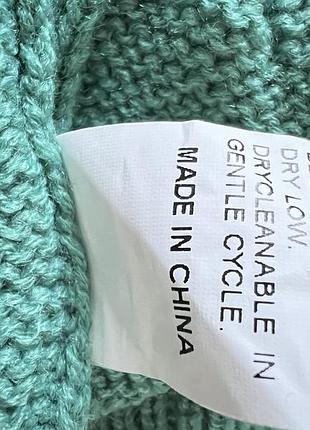 DRY LOW.
DRYCLEANABLE IN
GENTLE CYCLE.
MADE IN CHINA